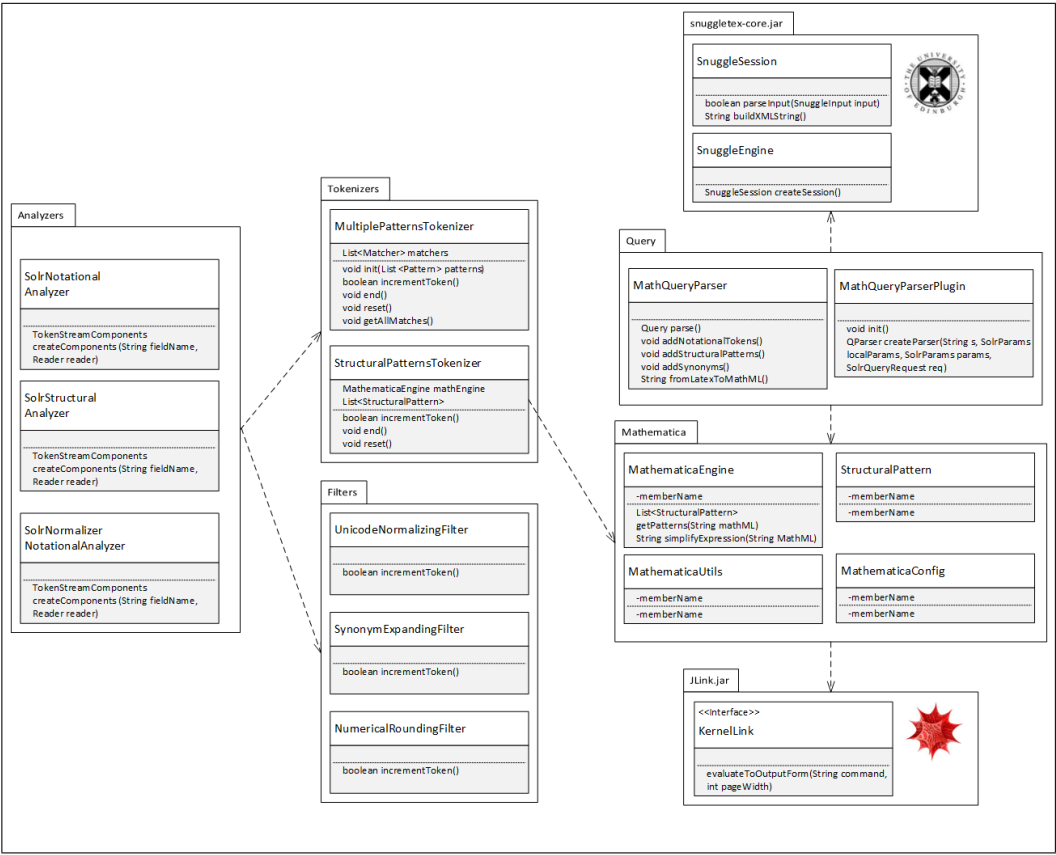 snuggletex-core.jar
SnuggleSession
boolean parseInput(SnuggleInput input)
String buildXMLString()
THE UNIVERSITY
OF EDINBURGH
SnuggleEngine
SnuggleSession createSession()
Analyzers
SolrNotational
Analyzer
TokenStreamComponents
createComponents(String fieldName,
Reader reader)
SolrStructural
Analyzer
TokenStreamComponents
createComponents(String fieldName,
Reader reader)
SolrNormalizer
NotationalAnalyzer
TokenStreamComponents
createComponents(String fieldName,
Reader reader)
Tokenizers
MultiplePatternsTokenizer
List<Matcher> matchers
void init(List<Pattern> patterns)
boolean incrementToken()
void end()
void reset()
void getAllMatches()
StructuralPatternsTokenizer
MathematicaEngine mathEngine
List<StructuralPattern>
boolean incrementToken()
void end()
void reset()
Filters
UnicodeNormalizingFilter
boolean incrementToken()
SynonymExpandingFilter
boolean incrementToken()
NumericalRoundingFilter
boolean incrementToken()
Query
MathQueryParser
Query parse()
void addNotationalTokens()
void addStructuralPatterns()
void addSynonyms()
String fromLatexToMathML()
MathQueryParserPlugin
void init()
QParser createParser(String s, SolrParams
localParams, SolrParams params,
SolrQueryRequest req)
Mathematica
MathematicaEngine
-memberName
List<StructuralPattern>
getPatterns(String mathML)
String simplifyExpression(String MathML)
StructuralPattern
-memberName
-memberName
MathematicaUtils
-memberName
-memberName
MathematicaConfig
-memberName
-memberName
JLink.jar
<<Interface>>
KernelLink
evaluateToOutputForm(String command,
int pageWidth)